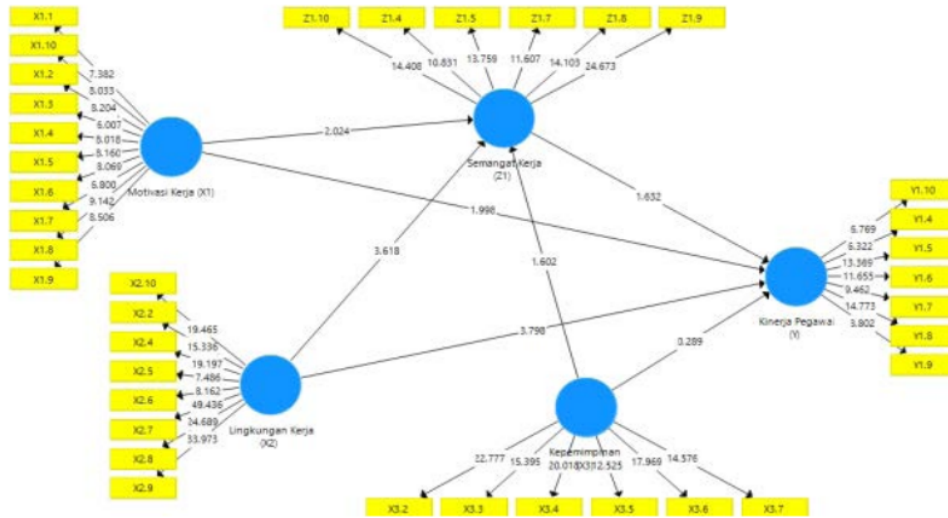 X1.1
X1.10
X1.2
X1.3
X1.4
X1.5
X1.6
X1.7
X1.8
X1.9
7.382
8.033
8.204
6.007
8.018
8.160
8.069
9.142
8.506
Motivasi Kerja (X1)
Z1.10
Z1.4
Z1.5
Z1.7
Z1.8
Z1.9
14.408
10.831
13.759
11.607
14.103
24.673
Semangat Kerja
(Z1)
2.024
1.998
3.618
1.602
1.632
3.798
0.289
X2.10
X2.2
X2.4
X2.5
X2.6
X2.7
X2.8
X2.9
19.465
15.336
19.197
7.486
8.162
49.436
33.973
Lingkungan Kerja
(X2)
Kepemimpinan
(X3)
22.777
15.395
20.018
12.525
17.969
14.576
X3.2
X3.3
X3.4
X3.5
X3.6
X3.7
Kinerja Pegawai
(Y)
6.769
6.322
13.369
11.655
9.462
14.773
3.802
Y1.10
Y1.4
Y1.5
Y1.6
Y1.7
Y1.8
Y1.9